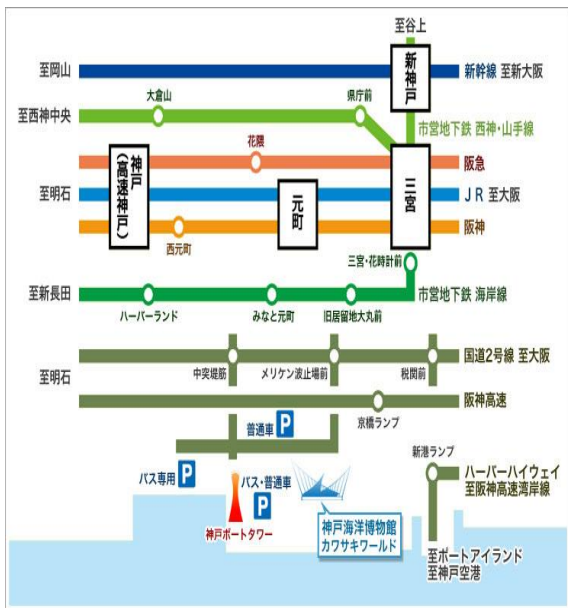 至谷上
至岡山
新神戸
新幹線 至新大阪
大倉山
県庁前
至西神中央
市営地下鉄 西神・山手線
花隈
神戸
(高速神戸)
三宮
阪急
至明石
元町
JR 至大阪
阪神
西元町
三宮・花時計前
至新長田
市営地下鉄 海岸線
ハーバーランド
みなと元町
旧居留地大丸前
国道2号線 至大阪
中突堤筋
メリケン波止場前
税関前
至明石
阪神高速
京橋ランプ
普通車 P
新港ランプ
バス専用 P
バス・普通車
P
ハーバーハイウェイ
至阪神高速湾岸線
神戸ポートタワー
神戸海洋博物館
カワサキワールド
至ポートアイランド
至神戸空港